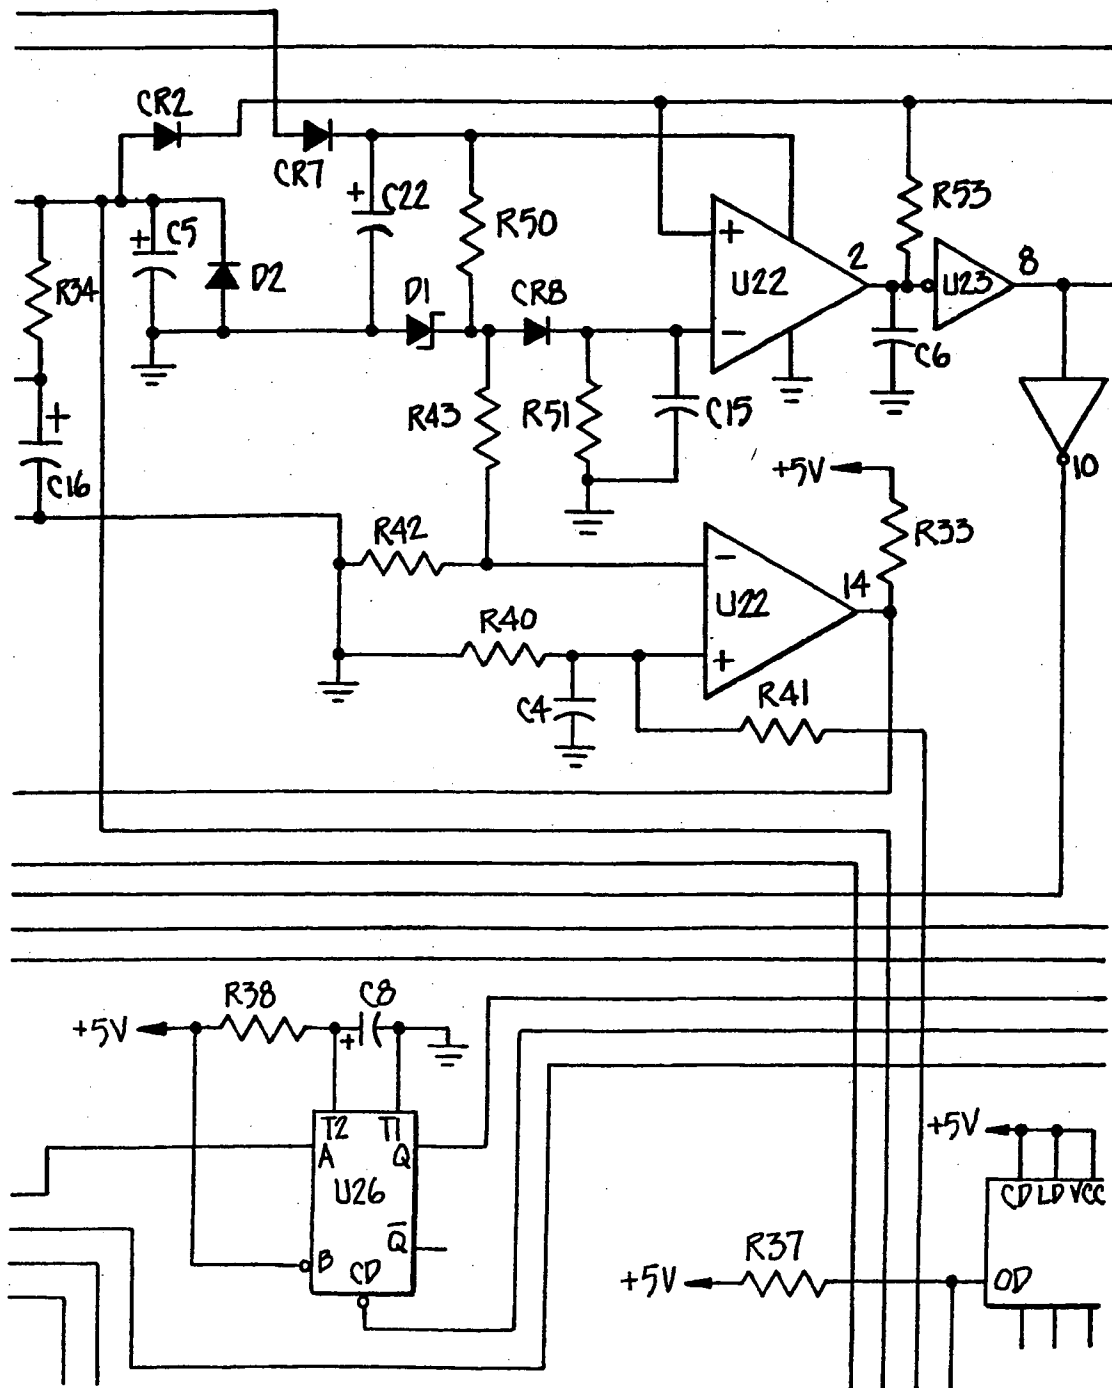 CR2
CR7
+
C22
R50
R53
+
C5
D2
R34
D1
CR8
+
U22
2
−
U23
8
C6
R43
R51
C15
10
+
C16
+5V
R33
R42
−
U22
14
+
R40
C4
R41
R38
C8
+5V
+
T2
T1
A
Q
U26
Q̅
B
CD
+5V
CD LD VCC
R37
+5V
OD